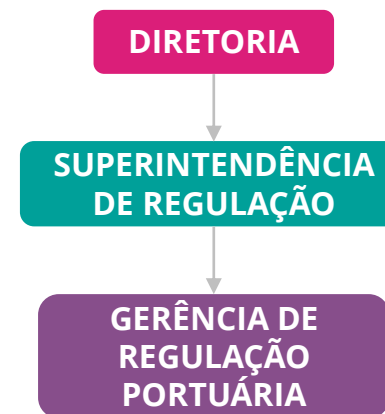 DIRETORIA
SUPERINTENDÊNCIA
DE REGULAÇÃO
GERÊNCIA DE
REGULAÇÃO
PORTUÁRIA